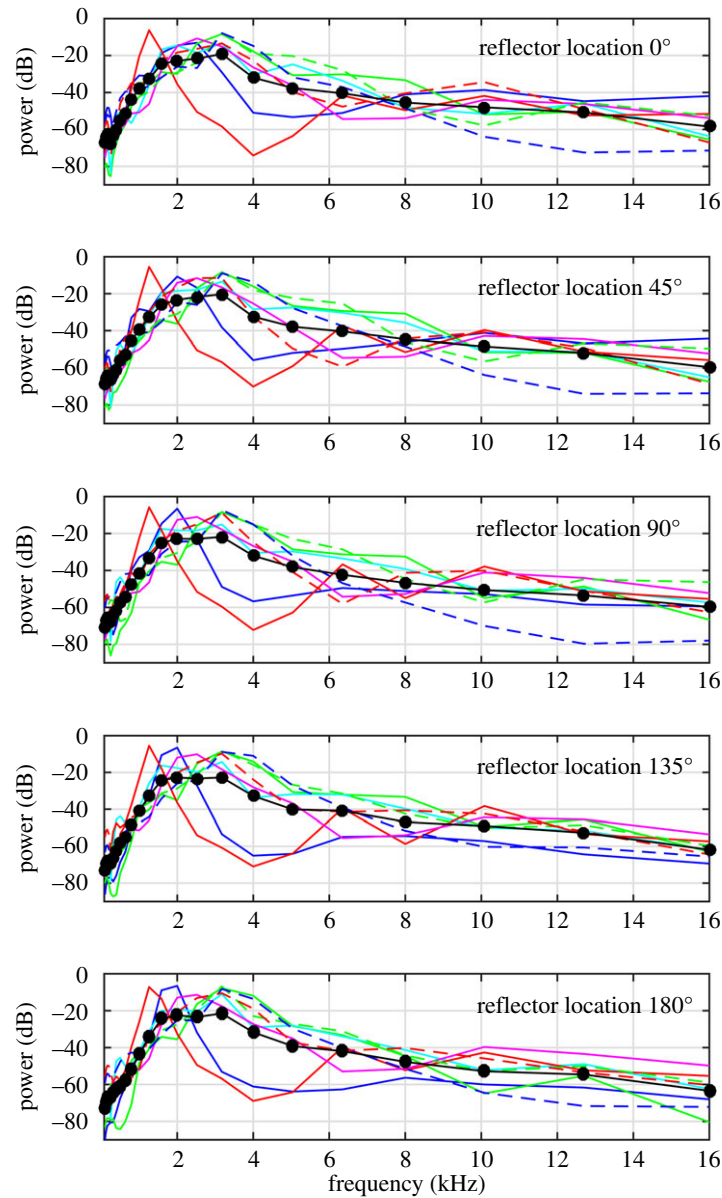 0
–20
–40
–60
–80
power (dB)
reflector location 0°
2 4 6 8 10 12 14 16
0
–20
–40
–60
–80
power (dB)
reflector location 45°
2 4 6 8 10 12 14 16
0
–20
–40
–60
–80
power (dB)
reflector location 90°
2 4 6 8 10 12 14 16
0
–20
–40
–60
–80
power (dB)
reflector location 135°
2 4 6 8 10 12 14 16
0
–20
–40
–60
–80
power (dB)
reflector location 180°
2 4 6 8 10 12 14 16
frequency (kHz)